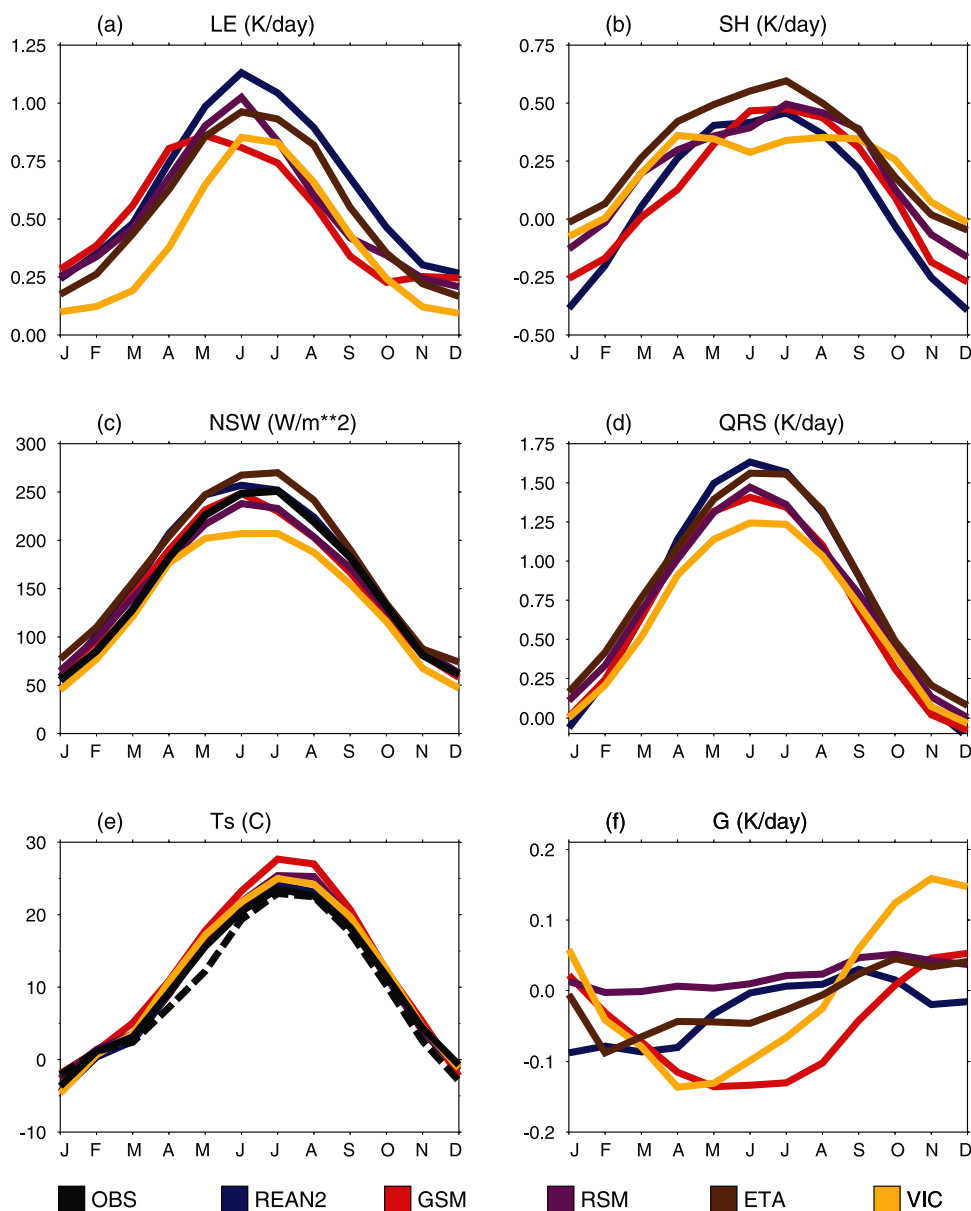 (a) LE (K/day)
(b) SH (K/day)
1.25
1.00
0.75
0.50
0.25
0.00
J F M A M J J A S O N D
0.75
0.50
0.25
0.00
-0.25
-0.50
J F M A M J J A S O N D
(c) NSW (W/m**2)
(d) QRS (K/day)
300
250
200
150
100
50
0
J F M A M J J A S O N D
1.75
1.50
1.25
1.00
0.75
0.50
0.25
0.00
J F M A M J J A S O N D
(e) Ts (C)
(f) G (K/day)
30
20
10
0
-10
J F M A M J J A S O N D
0.2
0.1
0.0
-0.1
-0.2
J F M A M J J A S O N D
OBS REAN2 GSM RSM ETA VIC